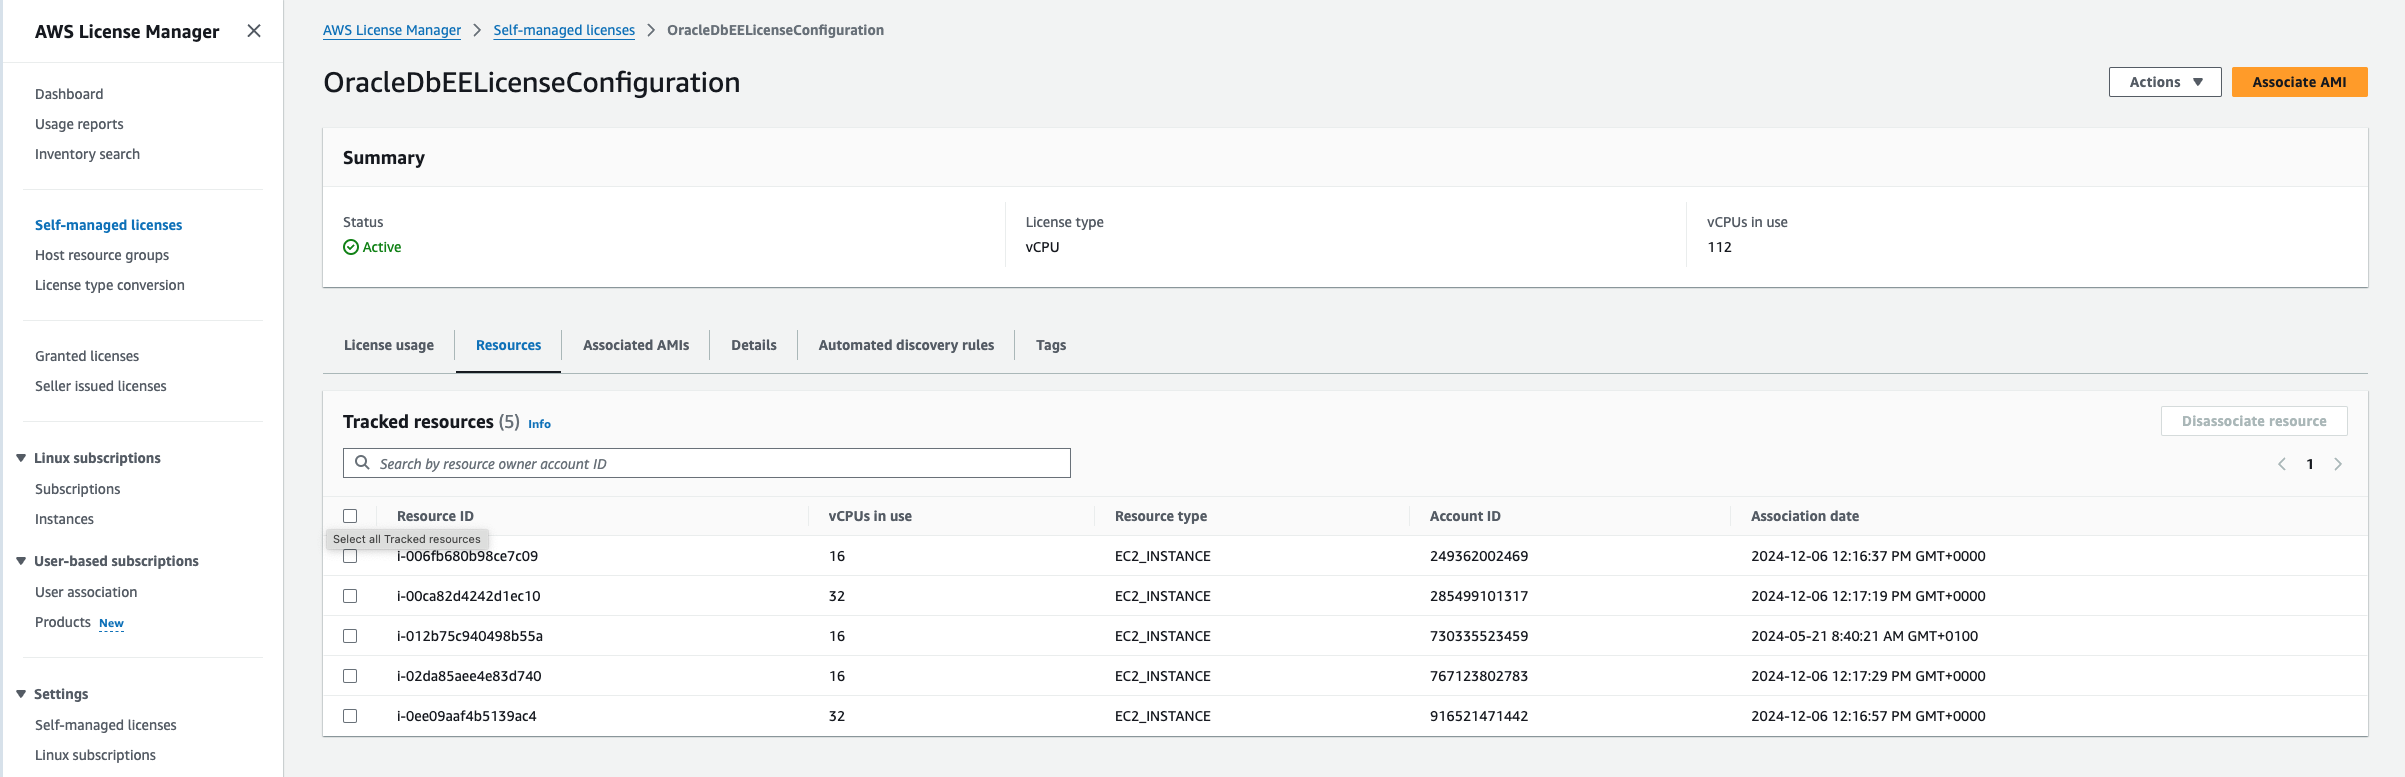 AWS License Manager
Dashboard
Usage reports
Inventory search
Self-managed licenses
Host resource groups
License type conversion
Granted licenses
Seller issued licenses
Linux subscriptions
Subscriptions
Instances
User-based subscriptions
User association
Products New
Settings
Self-managed licenses
Linux subscriptions
AWS License Manager > Self-managed licenses > OracleDbEELicenseConfiguration
OracleDbEELicenseConfiguration
Actions
Associate AMI
Summary
Status
Active
License type
vCPU
vCPUs in use
112
License usage Resources Associated AMIs Details Automated discovery rules Tags
Tracked resources (5) Info
Disassociate resource
Search by resource owner account ID
1
Resource ID vCPUs in use Resource type Account ID Association date
Select all Tracked resources
i-006fb680b98ce7c09 16 EC2_INSTANCE 249362002469 2024-12-06 12:16:37 PM GMT+0000
i-00ca82d4242d1ec10 32 EC2_INSTANCE 285499101317 2024-12-06 12:17:19 PM GMT+0000
i-012b75c940498b55a 16 EC2_INSTANCE 730335523459 2024-05-21 8:40:21 AM GMT+0100
i-02da85aee4e83d740 16 EC2_INSTANCE 767123802783 2024-12-06 12:17:29 PM GMT+0000
i-0ee09aaf4b5139ac4 32 EC2_INSTANCE 916521471442 2024-12-06 12:16:57 PM GMT+0000